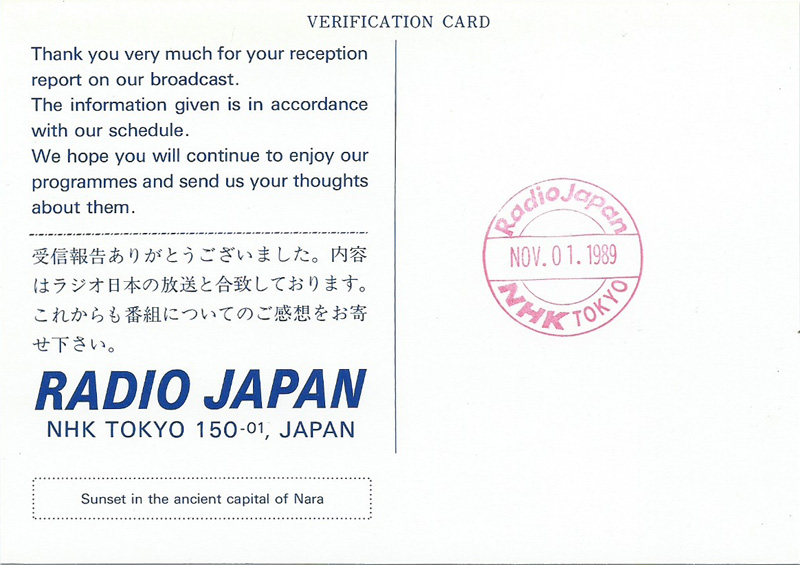 VERIFICATION CARD
Thank you very much for your reception
report on our broadcast.
The information given is in accordance
with our schedule.
We hope you will continue to enjoy our
programmes and send us your thoughts
about them.
受信報告ありがとうございました。内容
はラジオ日本の放送と合致しております。
これからも番組についてのご感想をお寄
せ下さい。
RADIO JAPAN
NHK TOKYO 150-01, JAPAN
Sunset in the ancient capital of Nara
Radio Japan
NOV. 01. 1989
NHK TOKYO